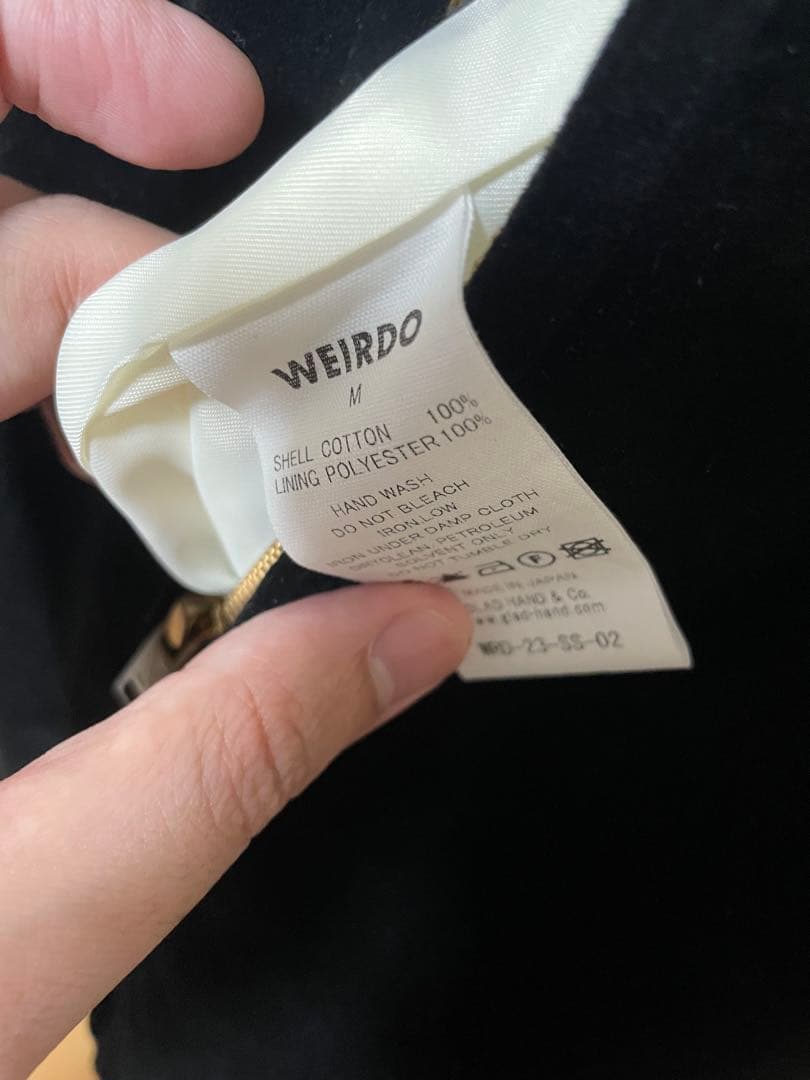 WEIRDO
M
SHELL COTTON 100%
LINING POLYESTER 100%
HAND WASH
DO NOT BLEACH
IRON.LOW
IRON UNDER DAMP CLOTH
DRYCLEAN, PETROLEUM
SOLVENT ONLY
DO NOT TUMBLE DRY
F
MADE IN JAPAN
GLAD HAND & Co.
www.glad-hand.com
WRD-23-SS-02